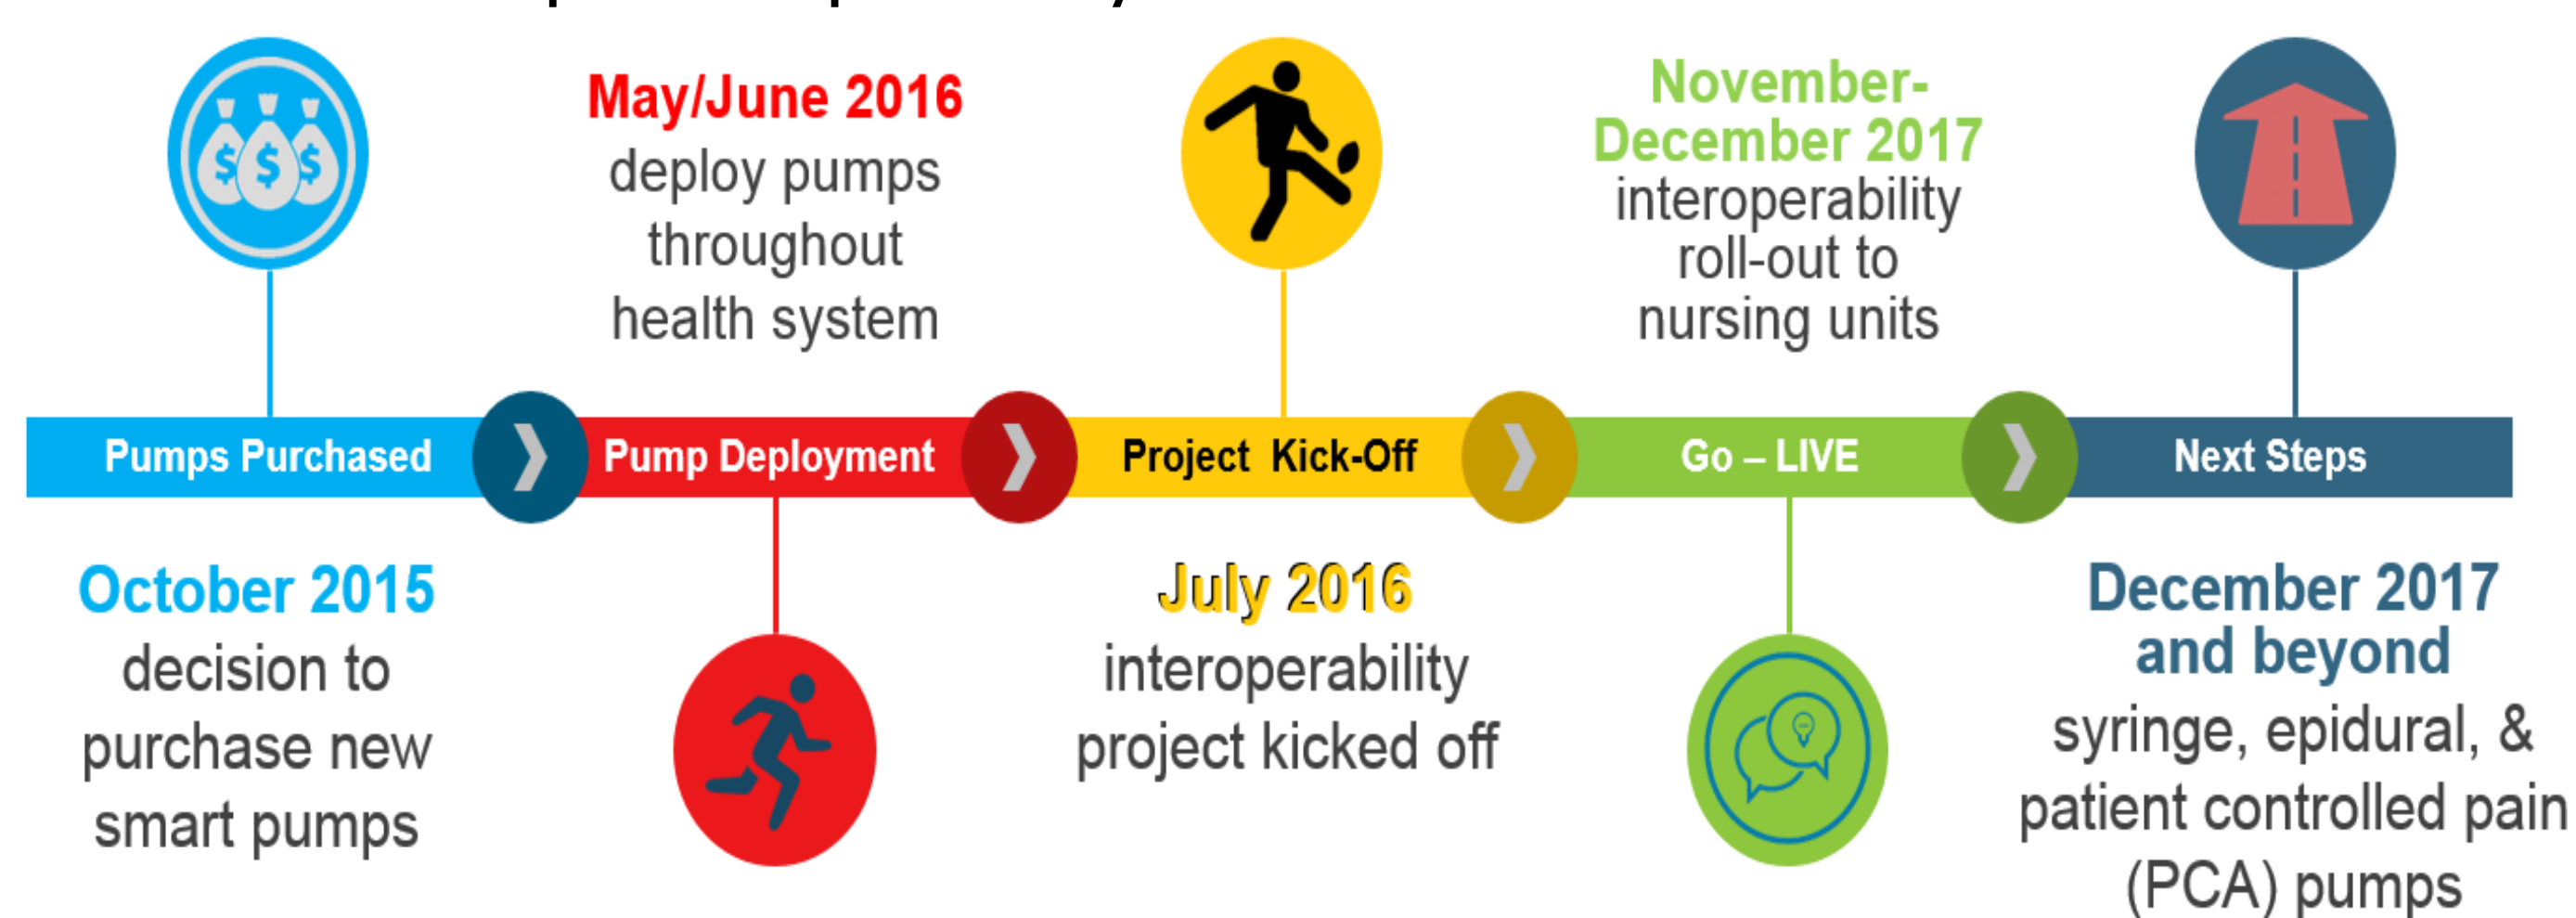 May/June 2016
deploy pumps
throughout
health system
November-
December 2017
interoperability
roll-out to
nursing units
Pumps Purchased
Pump Deployment
Project Kick-Off
Go – LIVE
Next Steps
October 2015
decision to
purchase new
smart pumps
July 2016
interoperability
project kicked off
December 2017
and beyond
syringe, epidural, &
patient controlled pain
(PCA) pumps
$ $ $